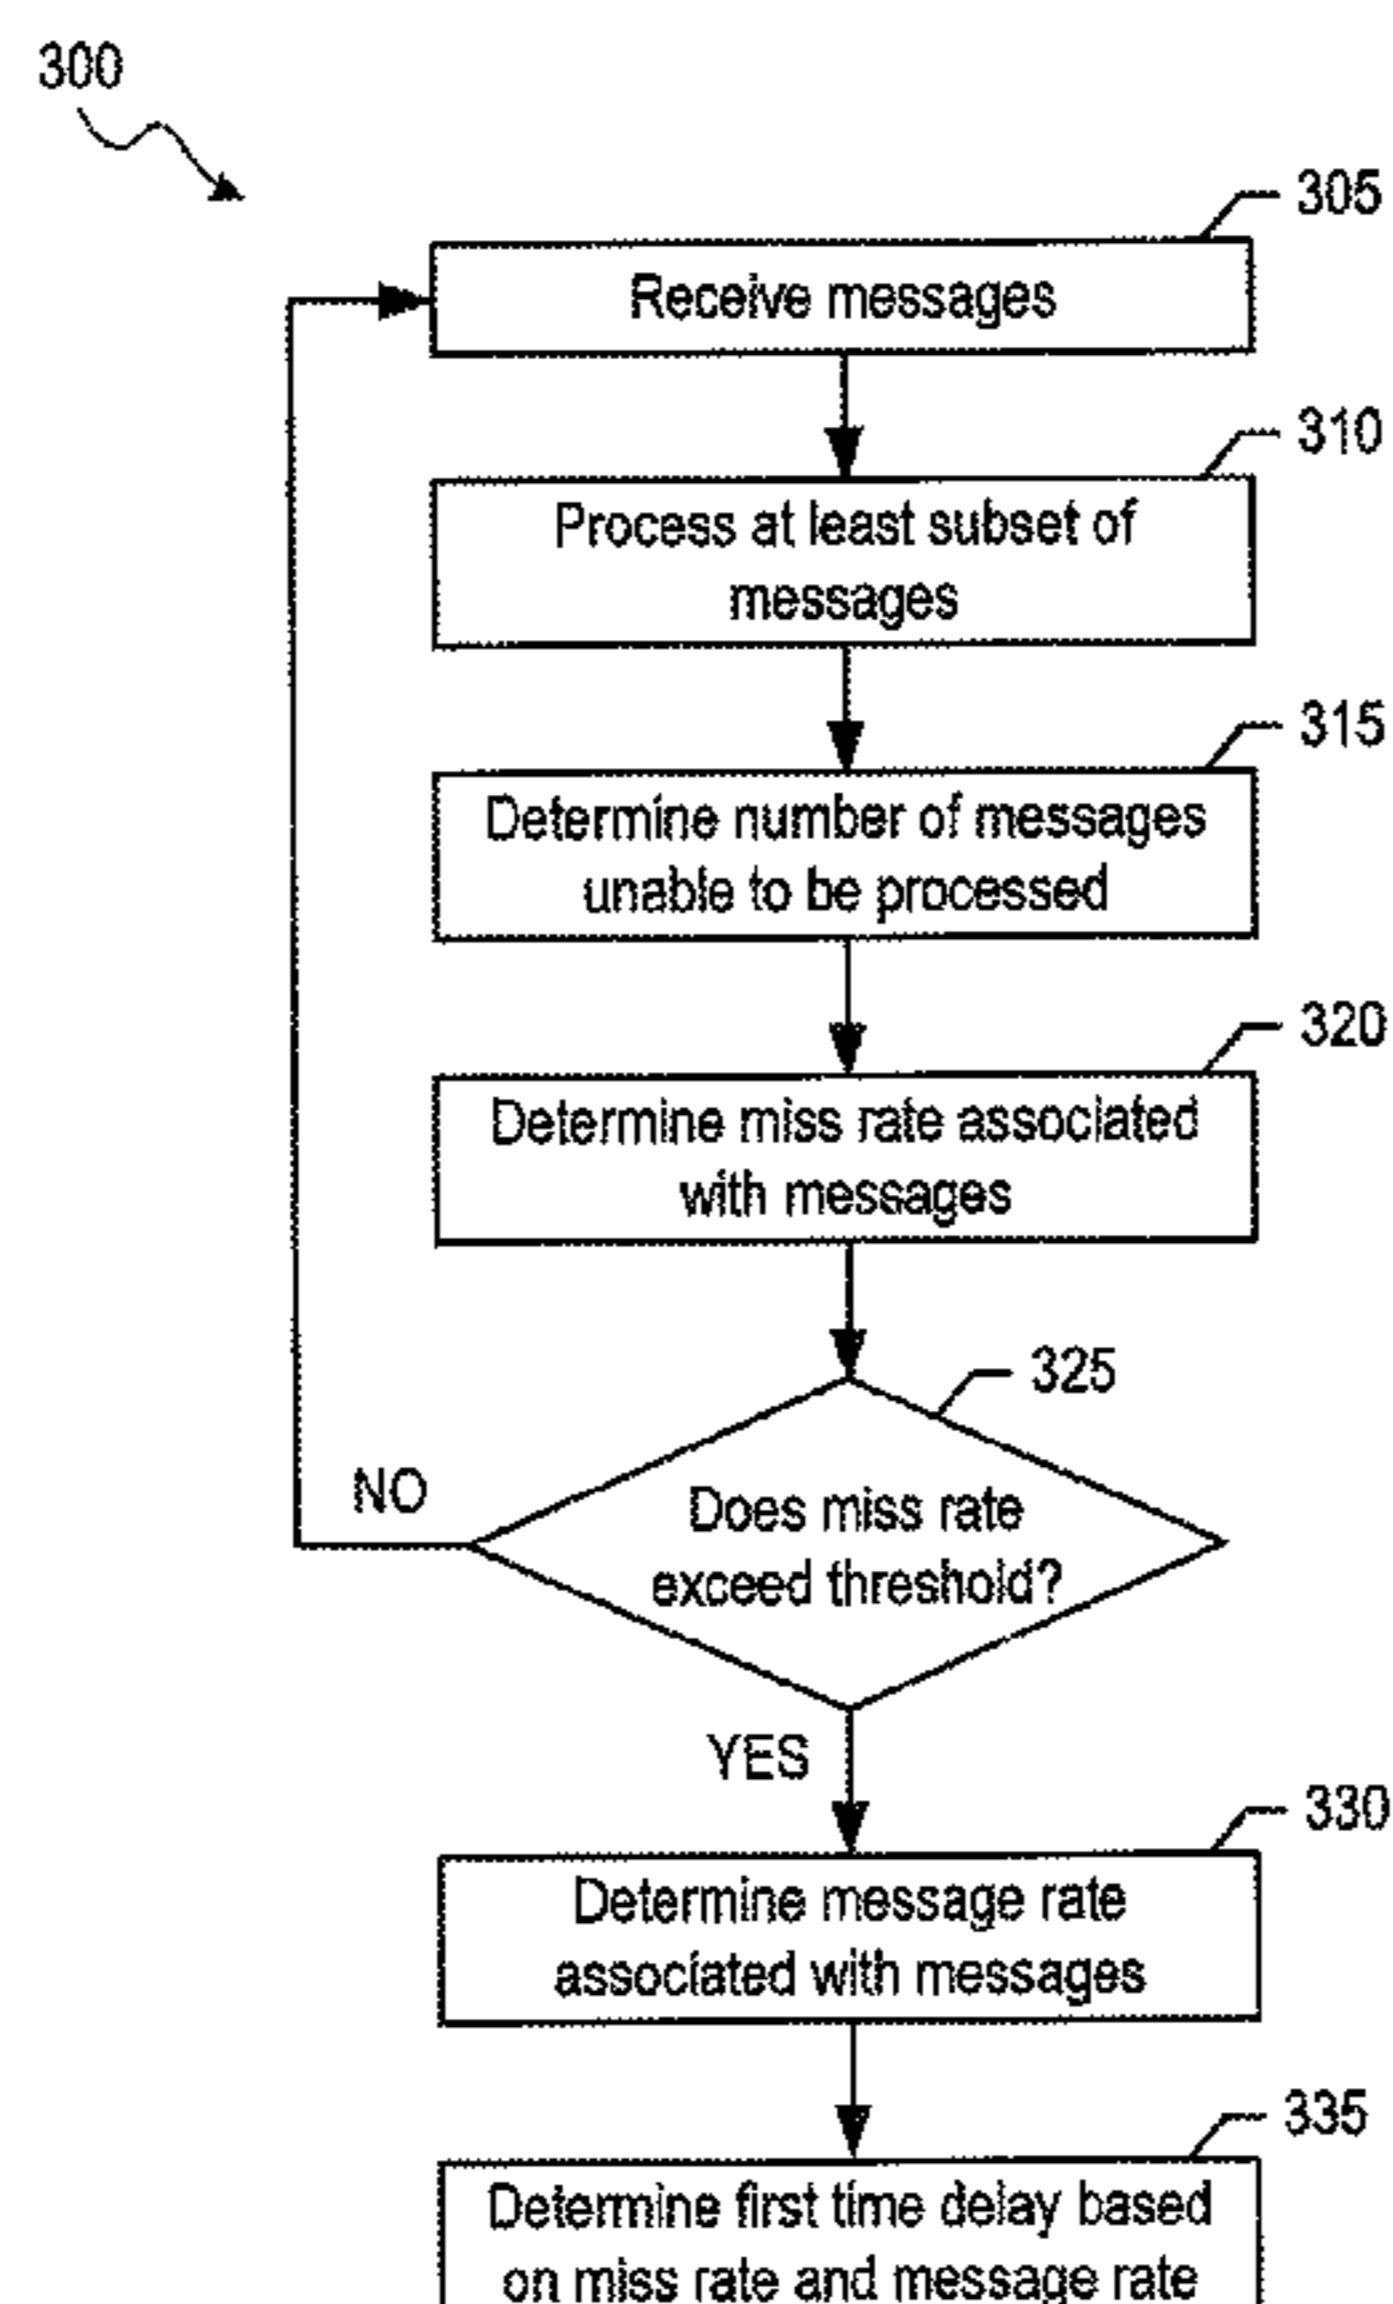 300
305
Receive messages
310
Process at least subset of
messages
315
Determine number of messages
unable to be processed
320
Determine miss rate associated
with messages
325
NO
Does miss rate
exceed threshold?
YES
330
Determine message rate
associated with messages
335
Determine first time delay based
on miss rate and message rate